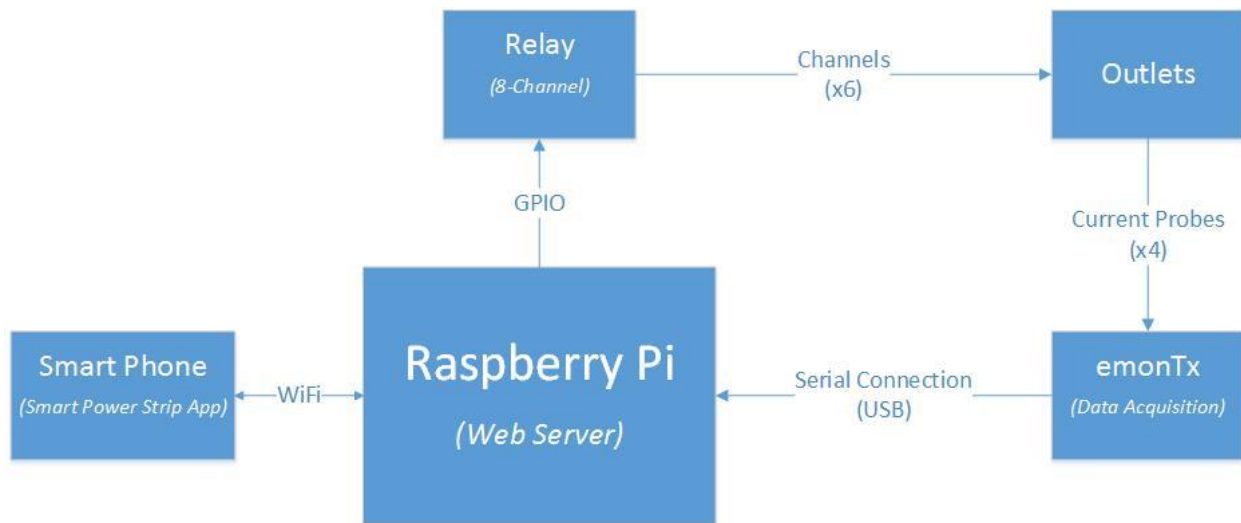 Relay
(8-Channel)
Channels
(x6)
Outlets
GPIO
Current Probes
(x4)
Smart Phone
(Smart Power Strip App)
WiFi
Raspberry Pi
(Web Server)
Serial Connection
(USB)
emonTx
(Data Acquisition)